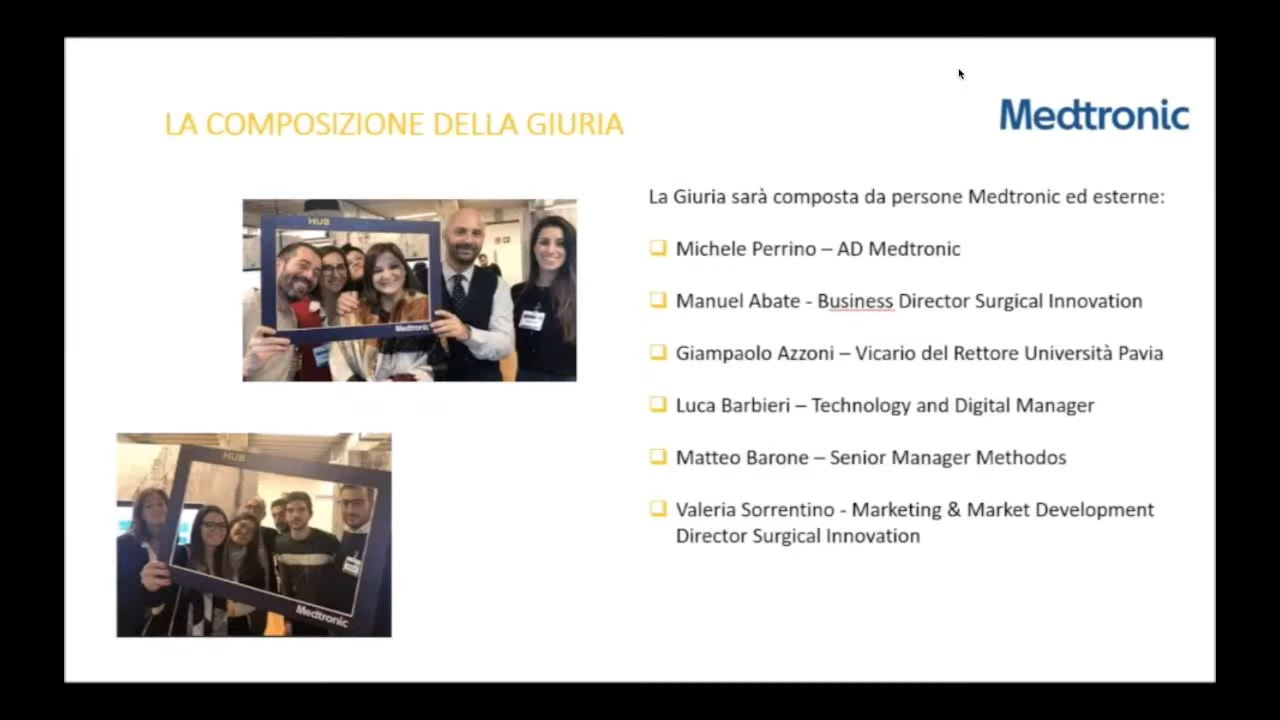 LA COMPOSIZIONE DELLA GIURIA
Medtronic
La Giuria sarà composta da persone Medtronic ed esterne:
Michele Perrino – AD Medtronic
Manuel Abate - Business Director Surgical Innovation
Giampaolo Azzoni – Vicario del Rettore Università Pavia
Luca Barbieri – Technology and Digital Manager
Matteo Barone – Senior Manager Methodos
Valeria Sorrentino - Marketing & Market Development
Director Surgical Innovation
HUB
Medtronic
HUB
Medtronic